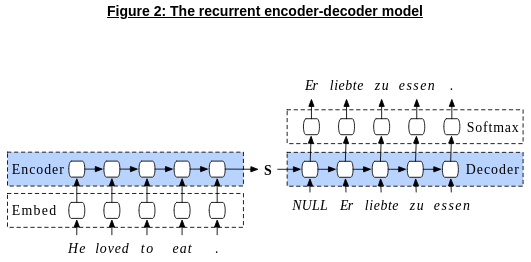 Figure 2: The recurrent encoder-decoder model
Er liebte zu essen .
Softmax
Encoder
S
Decoder
Embed
NULL Er liebte zu essen
He loved to eat .